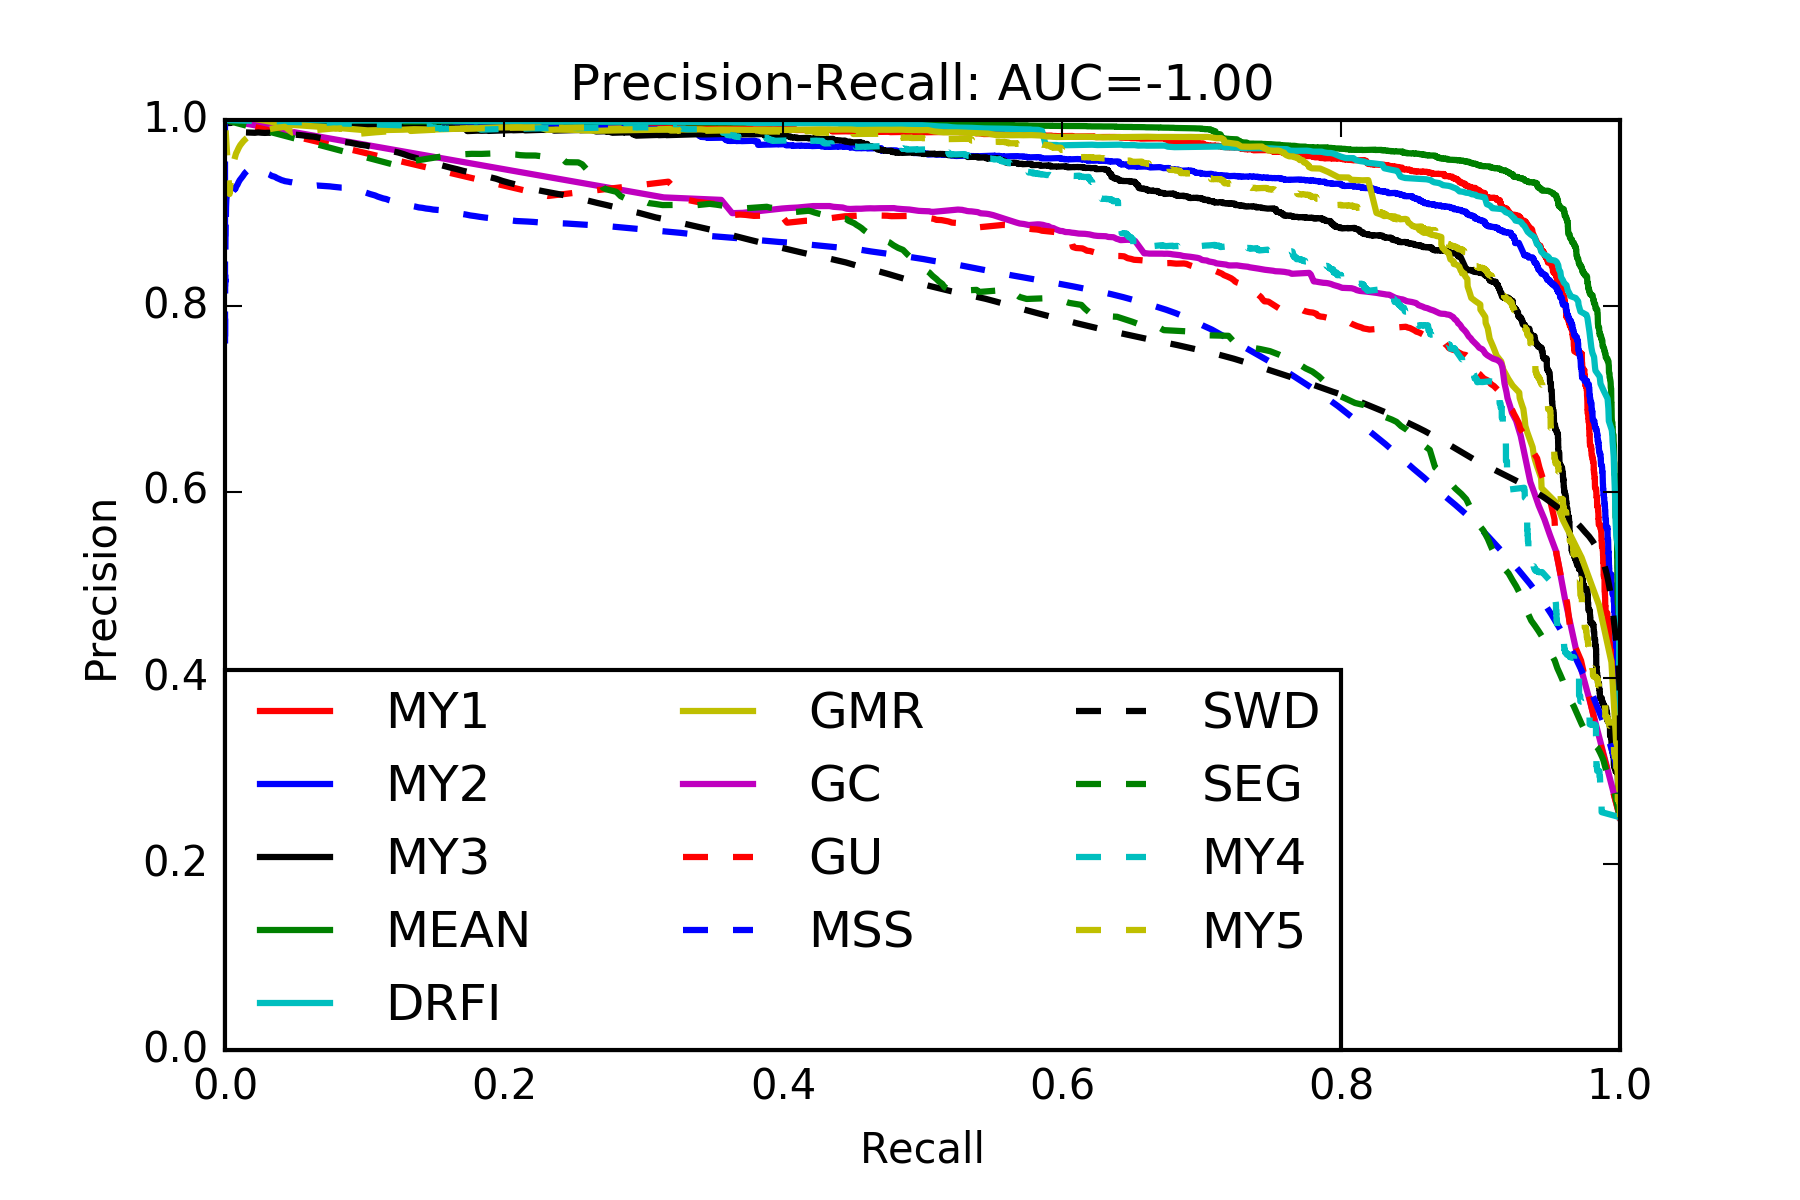 Precision-Recall: AUC=-1.00
1.0
0.8
0.6
0.4
0.2
0.0
Precision
MY1
MY2
MY3
MEAN
DRFI
GMR
GC
GU
MSS
SWD
SEG
MY4
MY5
0.0 0.2 0.4 0.6 0.8 1.0
Recall